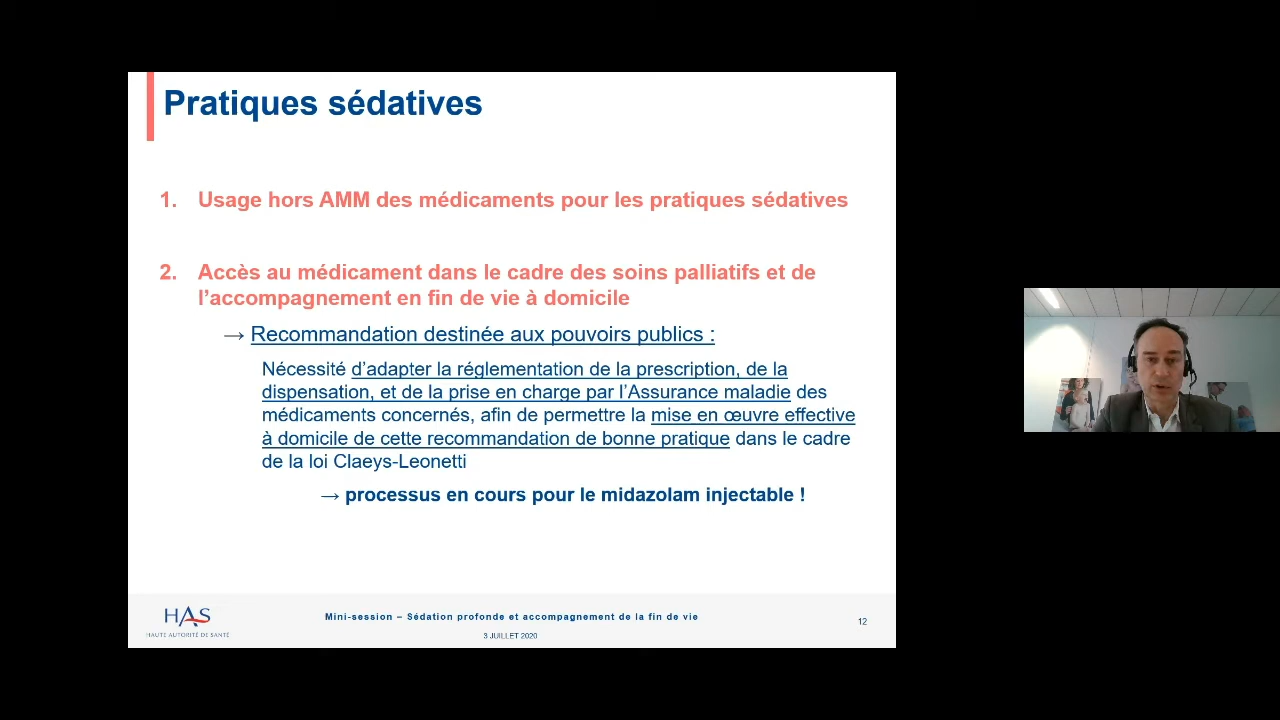 Pratiques sédatives
1. Usage hors AMM des médicaments pour les pratiques sédatives
2. Accès au médicament dans le cadre des soins palliatifs et de
l’accompagnement en fin de vie à domicile
→ Recommandation destinée aux pouvoirs publics :
Nécessité d’adapter la réglementation de la prescription, de la
dispensation, et de la prise en charge par l’Assurance maladie des
médicaments concernés, afin de permettre la mise en œuvre effective
à domicile de cette recommandation de bonne pratique dans le cadre
de la loi Claeys-Leonetti
→ processus en cours pour le midazolam injectable !
HAS
HAUTE AUTORITÉ DE SANTÉ
Mini-session – Sédation profonde et accompagnement de la fin de vie
3 JUILLET 2020
12